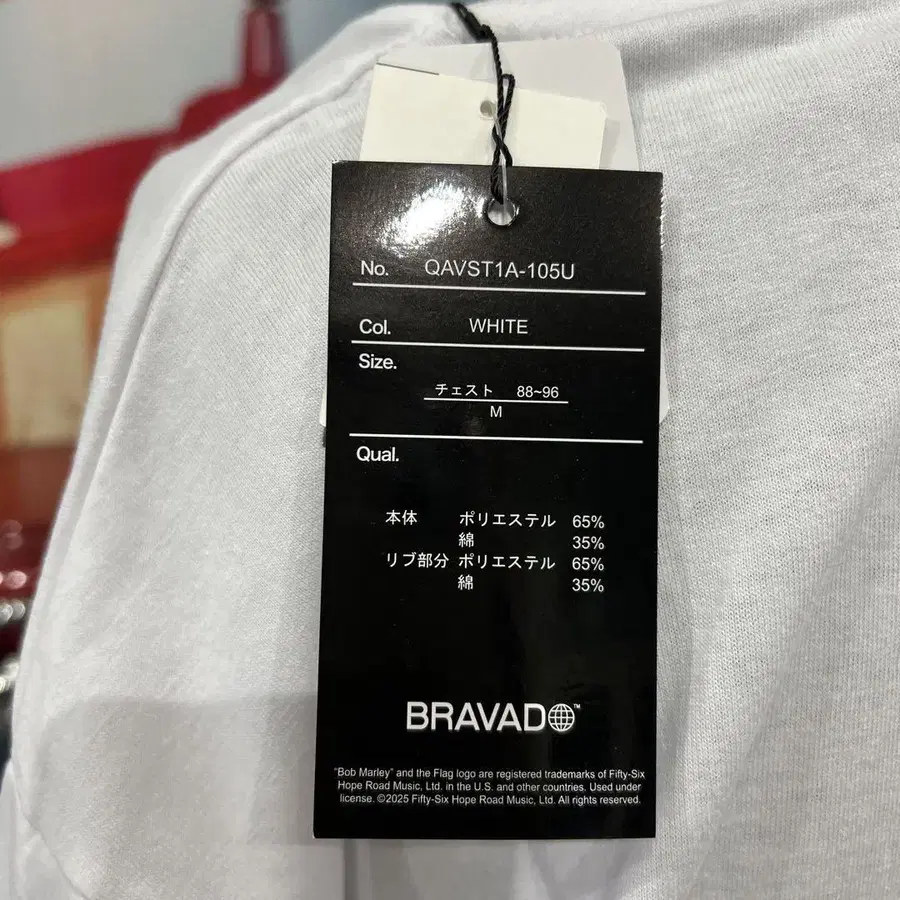 No. QAVST1A-105U
Col. WHITE
Size.
チェスト 88~96
M
Qual.
本体 ポリエステル 65%
綿 35%
リブ部分 ポリエステル 65%
綿 35%
BRAVADO™
"Bob Marley" and the Flag logo are registered trademarks of Fifty-Six
Hope Road Music, Ltd. in the U.S. and other countries. Used under
license. ©2025 Fifty-Six Hope Road Music, Ltd. All rights reserved.